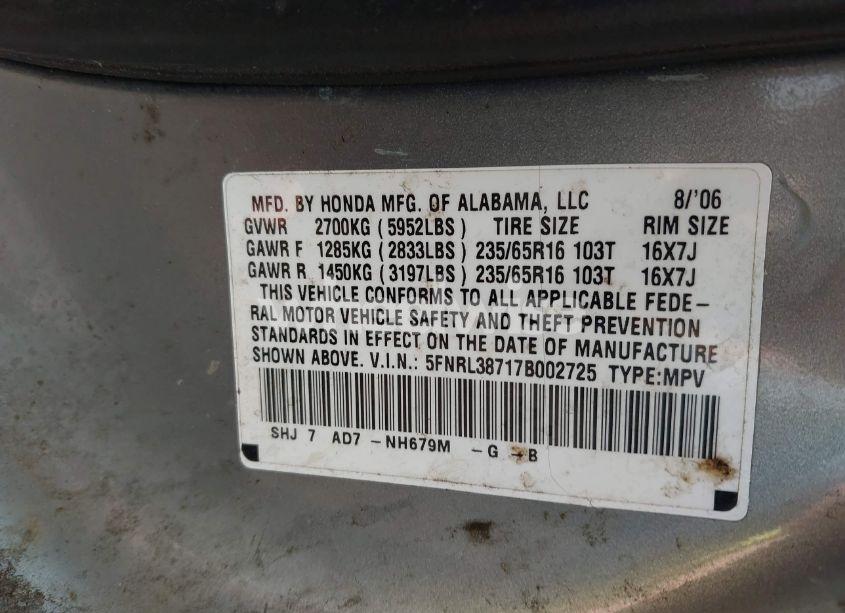 MFD. BY HONDA MFG. OF ALABAMA, LLC 8/'06
GVWR 2700KG (5952LBS) TIRE SIZE RIM SIZE
GAWR F 1285KG (2833LBS) 235/65R16 103T 16X7J
GAWR R 1450KG (3197LBS) 235/65R16 103T 16X7J
THIS VEHICLE CONFORMS TO ALL APPLICABLE FEDE-
RAL MOTOR VEHICLE SAFETY AND THEFT PREVENTION
STANDARDS IN EFFECT ON THE DATE OF MANUFACTURE
SHOWN ABOVE. V.I.N.: 5FNRL38717B002725 TYPE:MPV
SHJ 7 AD7 -NH679M -G -B